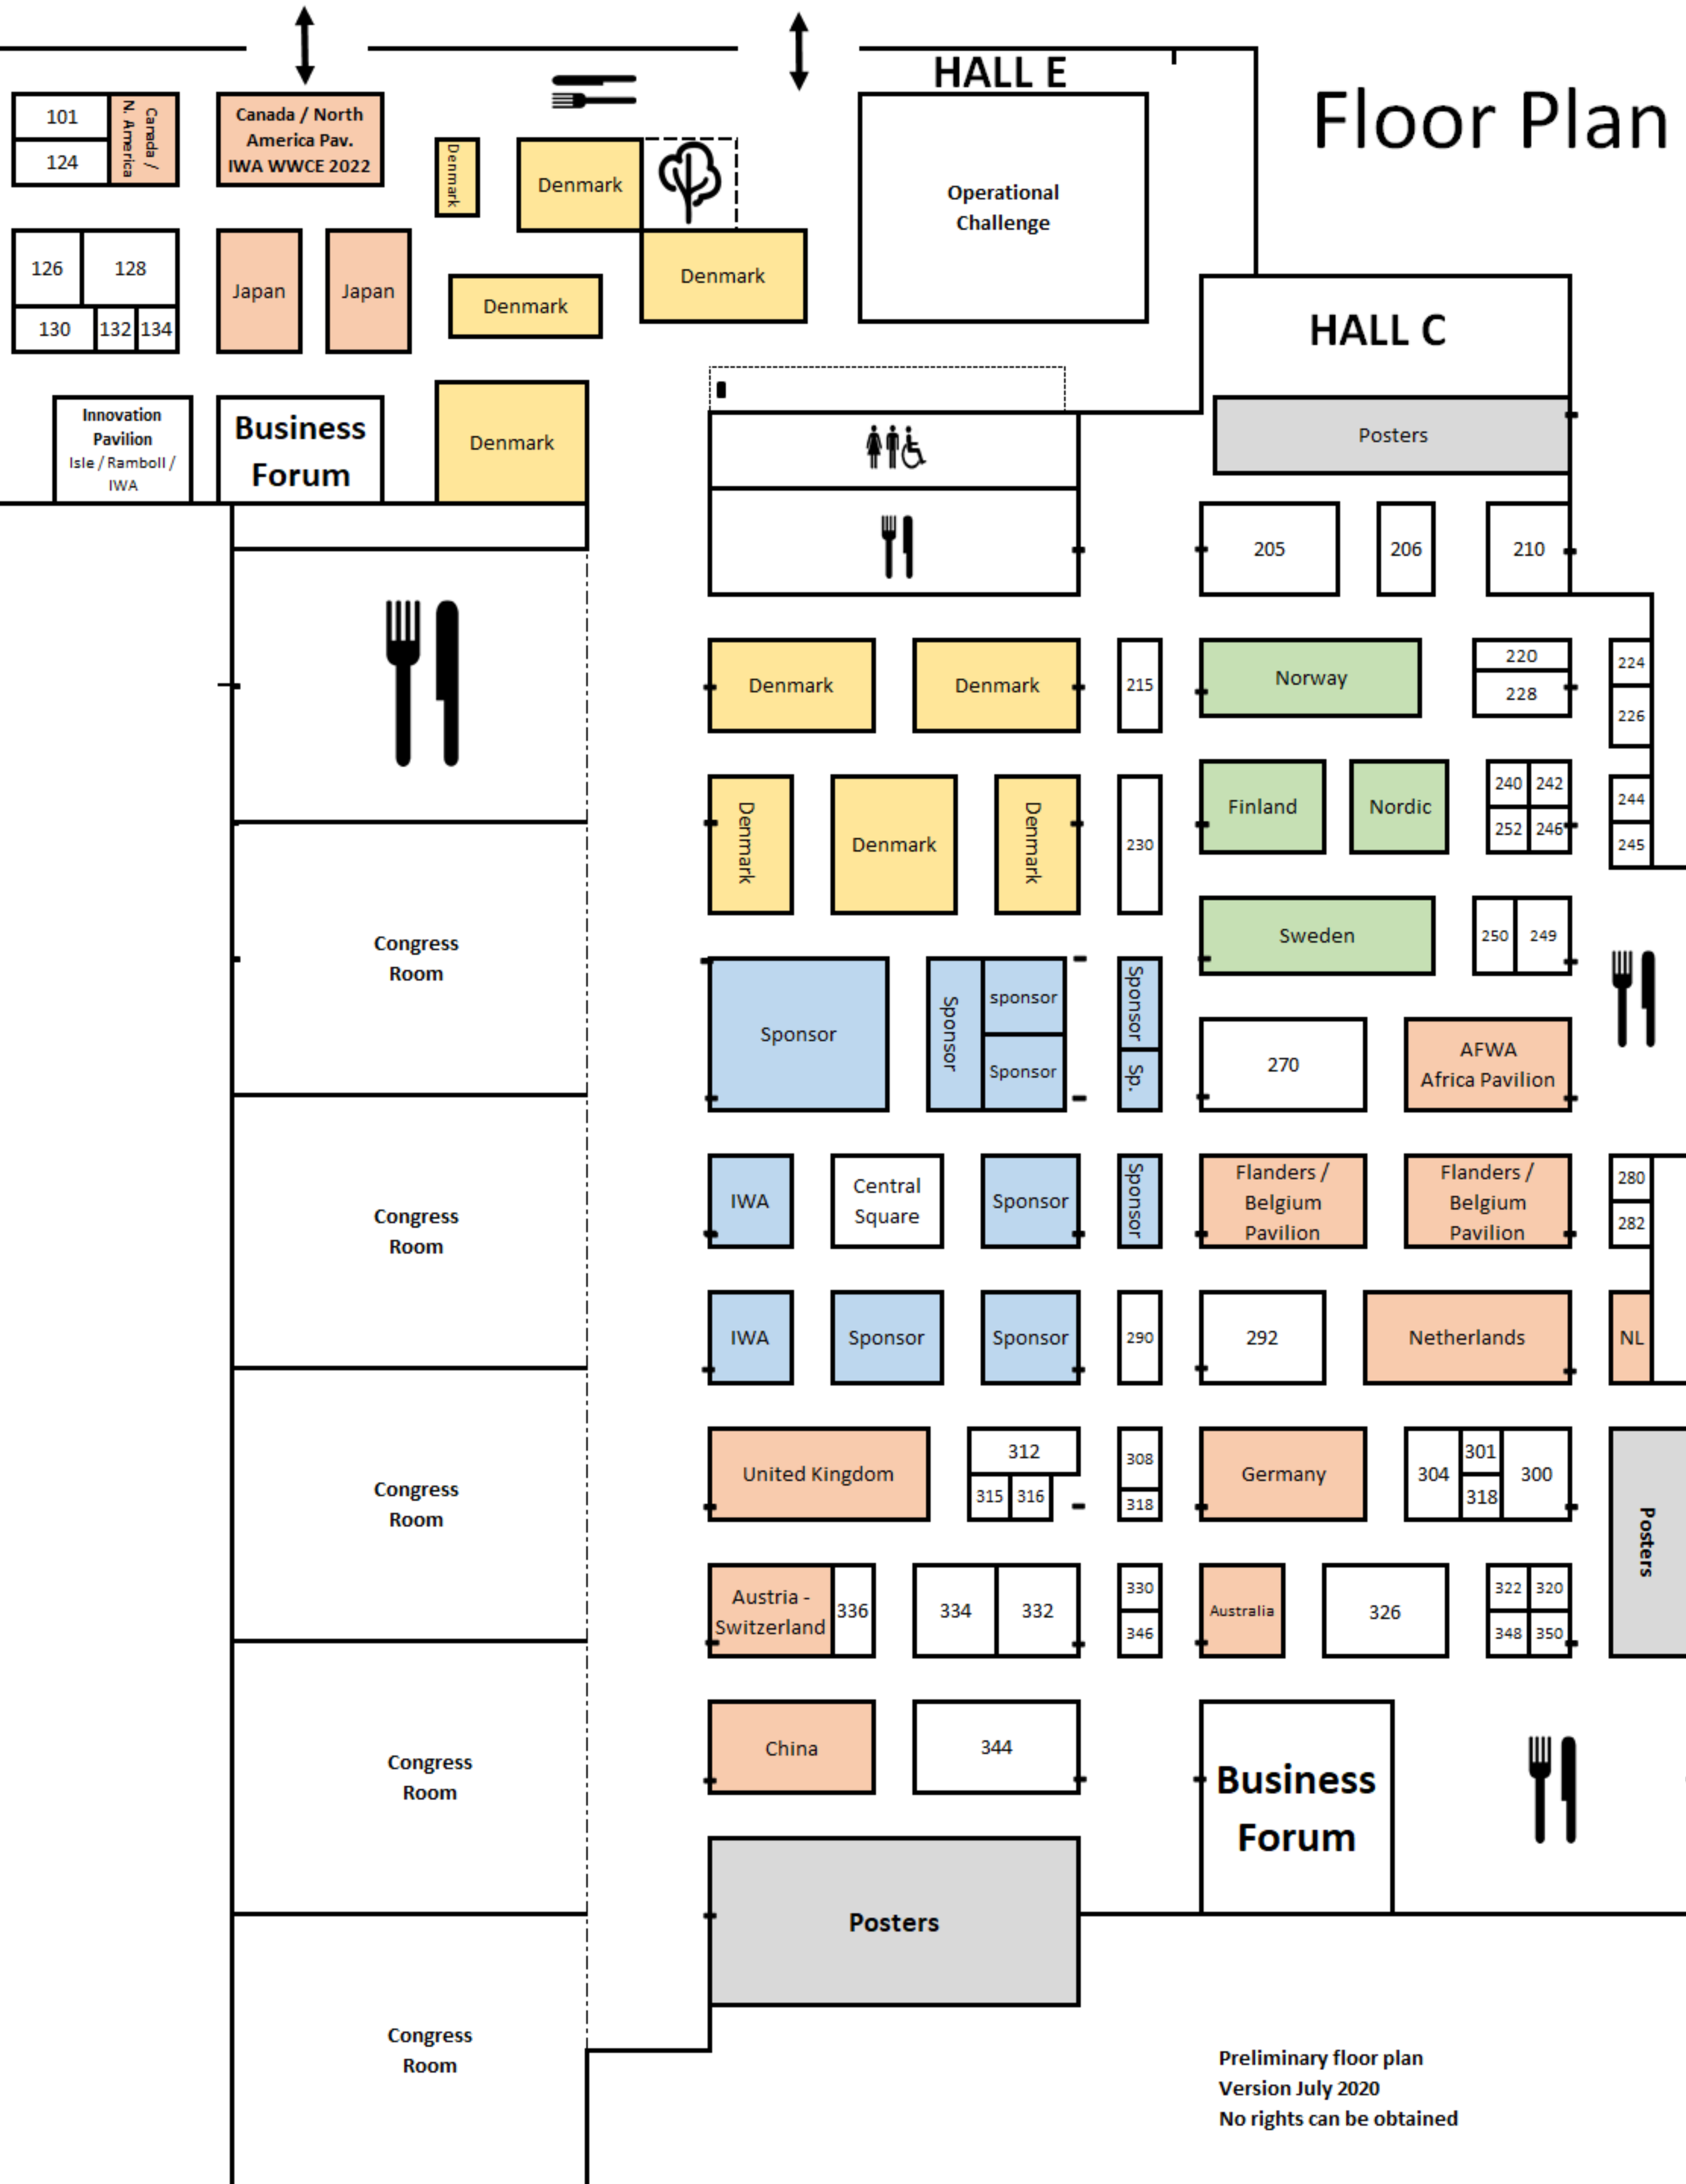 HALL E
Floor Plan
101
124
Canada /
N. America
Canada / North
America Pav.
IWA WWCE 2022
Denmark
Denmark
Operational
Challenge
126
128
130
132
134
Japan
Japan
Denmark
Denmark
HALL C
Innovation
Pavilion
Isle / Ramboll /
IWA
Business
Forum
Denmark
Posters
205
206
210
Denmark
Denmark
215
Norway
220
228
224
226
Denmark
Denmark
Denmark
230
Finland
Nordic
240
242
252
246
244
245
Congress
Room
Sweden
250
249
Sponsor
Sponsor
sponsor
Sponsor
Sponsor
Sp.
270
AFWA
Africa Pavilion
Congress
Room
IWA
Central
Square
Sponsor
Sponsor
Flanders /
Belgium
Pavilion
Flanders /
Belgium
Pavilion
280
282
IWA
Sponsor
Sponsor
290
292
Netherlands
NL
Congress
Room
United Kingdom
312
315
316
308
318
Germany
304
301
318
300
Posters
Austria -
Switzerland
336
334
332
330
346
Australia
326
322
320
348
350
Congress
Room
China
344
Business
Forum
Posters
Congress
Room
Preliminary floor plan
Version July 2020
No rights can be obtained